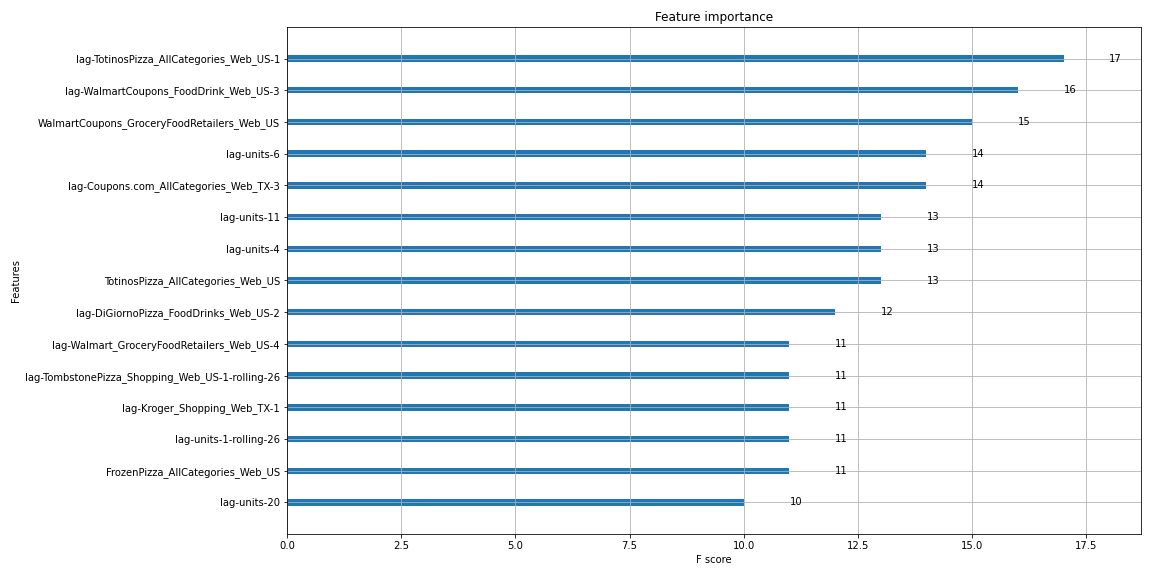 Feature importance
lag-TotinosPizza_AllCategories_Web_US-1 17
lag-WalmartCoupons_FoodDrink_Web_US-3 16
WalmartCoupons_GroceryFoodRetailers_Web_US 15
lag-units-6 14
lag-Coupons.com_AllCategories_Web_TX-3 14
lag-units-11 13
lag-units-4 13
TotinosPizza_AllCategories_Web_US 13
lag-DiGiornoPizza_FoodDrinks_Web_US-2 12
lag-Walmart_GroceryFoodRetailers_Web_US-4 11
lag-TombstonePizza_Shopping_Web_US-1-rolling-26 11
lag-Kroger_Shopping_Web_TX-1 11
lag-units-1-rolling-26 11
FrozenPizza_AllCategories_Web_US 11
lag-units-20 10
Features
0.0 2.5 5.0 7.5 10.0 12.5 15.0 17.5
F score